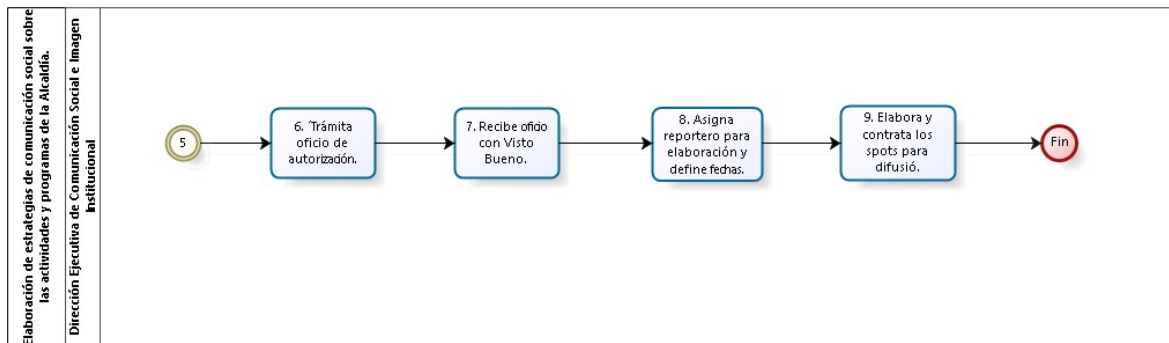 Elaboración de estrategias de comunicación social sobre
las actividades y programas de la Alcaldía.
Dirección Ejecutiva de Comunicación Social e Imagen
Institucional
5
6. ´Trámita
oficio de
autorización.
7. Recibe oficio
con Visto
Bueno.
8. Asigna
reportero para
elaboración y
define fechas.
9. Elabora y
contrata los
spots para
difusió.
Fin